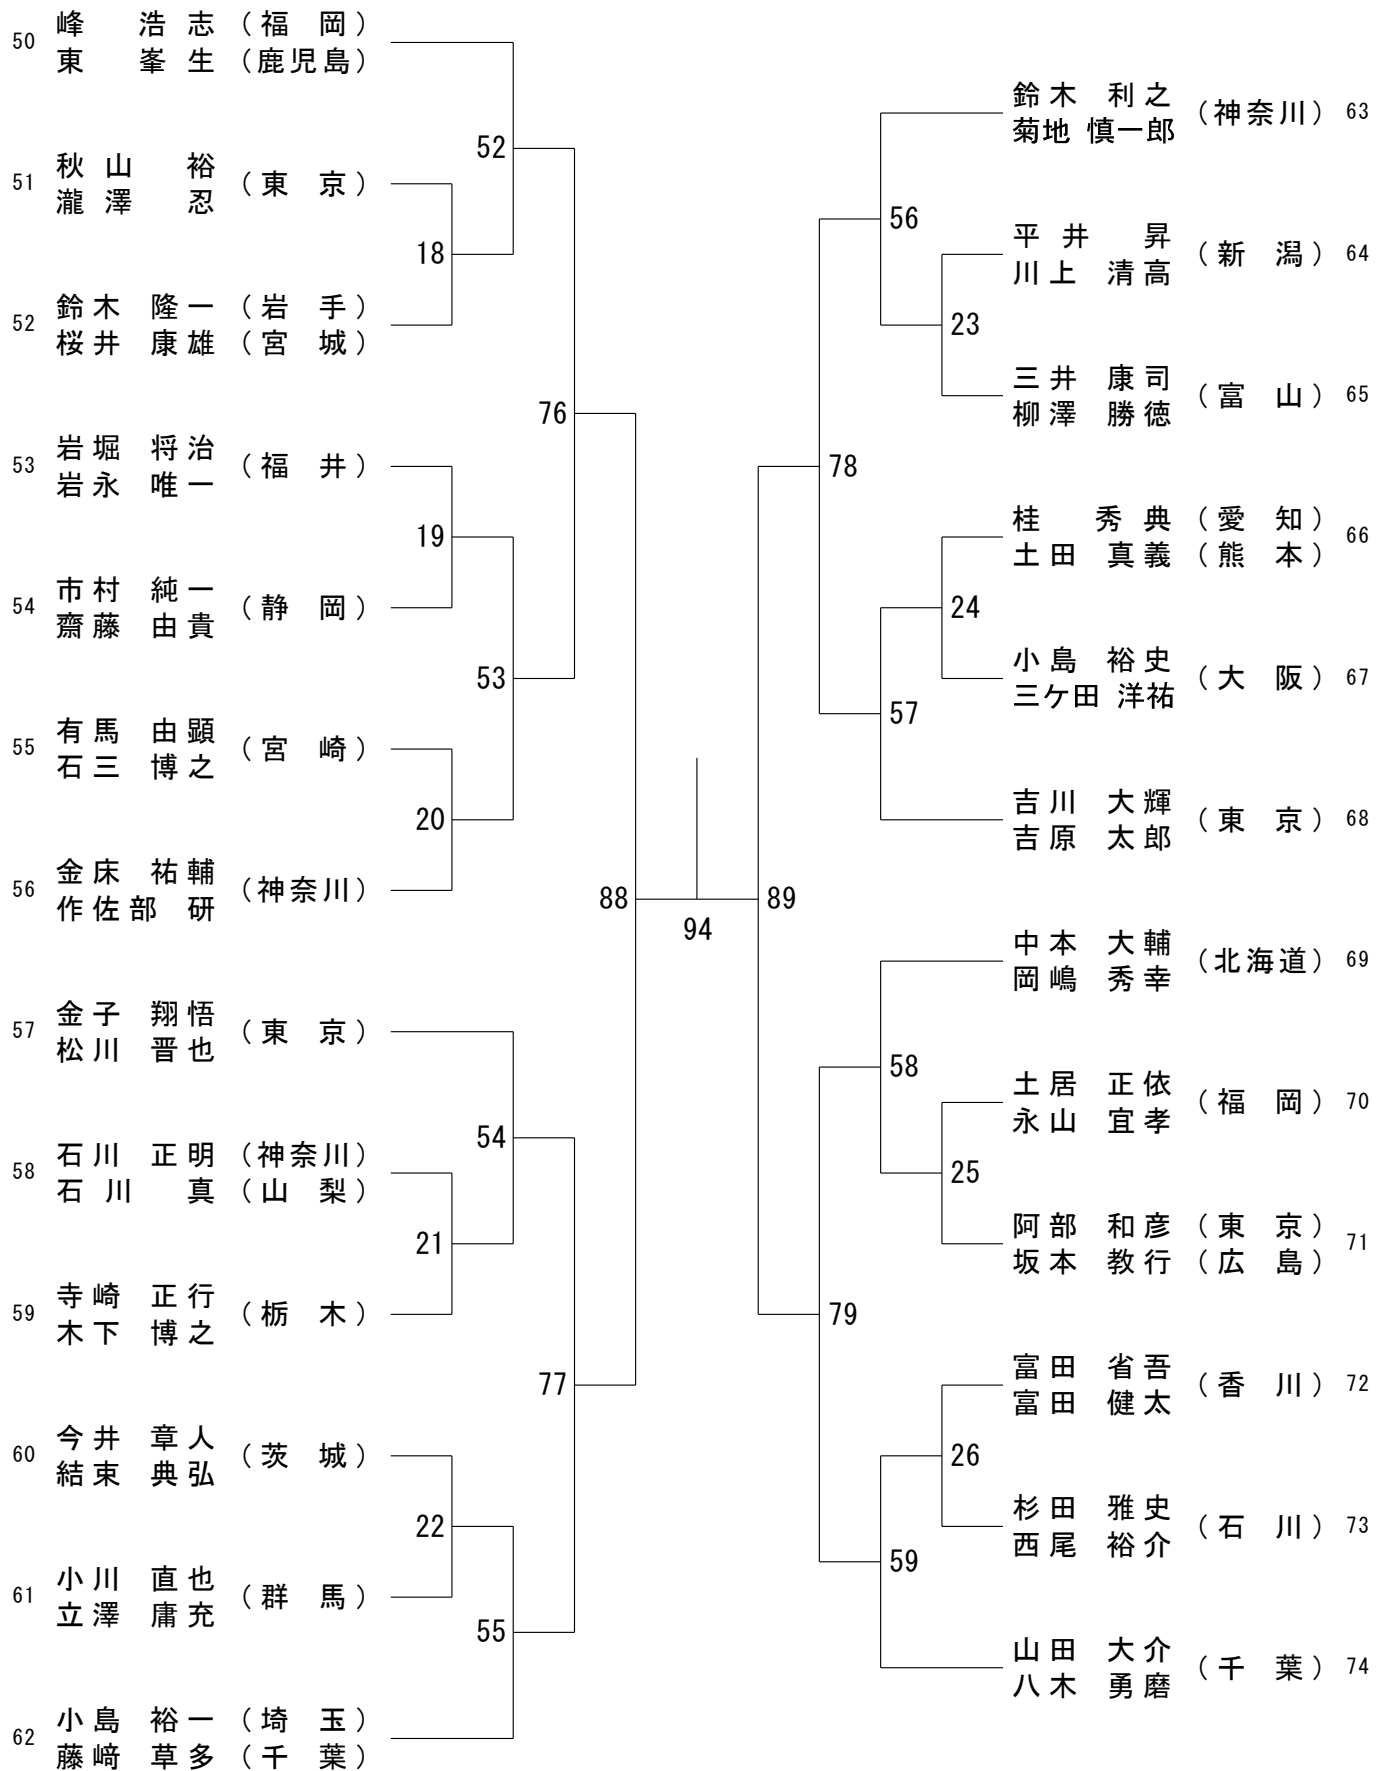 50 峰 浩志 （福岡）
東 峯生 （鹿児島）
51 秋山 裕 （東京）
瀧澤 忍
52 鈴木 隆一 （岩手）
桜井 康雄 （宮城）
53 岩堀 将治 （福井）
岩永 唯一
54 市村 純一 （静岡）
齋藤 由貴
55 有馬 由顕 （宮崎）
石三 博之
56 金床 祐輔 （神奈川）
作佐部 研
57 金子 翔悟 （東京）
松川 晋也
58 石川 正明 （神奈川）
石川 真 （山梨）
59 寺崎 正行 （栃木）
木下 博之
60 今井 章人 （茨城）
結束 典弘
61 小川 直也 （群馬）
立澤 庸充
62 小島 裕一 （埼玉）
藤﨑 草多 （千葉）
18
19
20
21
22
52
53
54
55
76
77
88
94
89
78
79
56
57
58
59
23
24
25
26
鈴木 利之 （神奈川） 63
菊地 慎一郎
平井 昇 （新潟） 64
川上 清高
三井 康司 （富山） 65
柳澤 勝徳
桂 秀典 （愛知） 66
土田 真義 （熊本）
小島 裕史 （大阪） 67
三ケ田 洋祐
吉川 大輝 （東京） 68
吉原 太郎
中本 大輔 （北海道） 69
岡嶋 秀幸
土居 正依 （福岡） 70
永山 宜孝
阿部 和彦 （東京） 71
坂本 教行 （広島）
富田 省吾 （香川） 72
富田 健太
杉田 雅史 （石川） 73
西尾 裕介
山田 大介 （千葉） 74
八木 勇磨